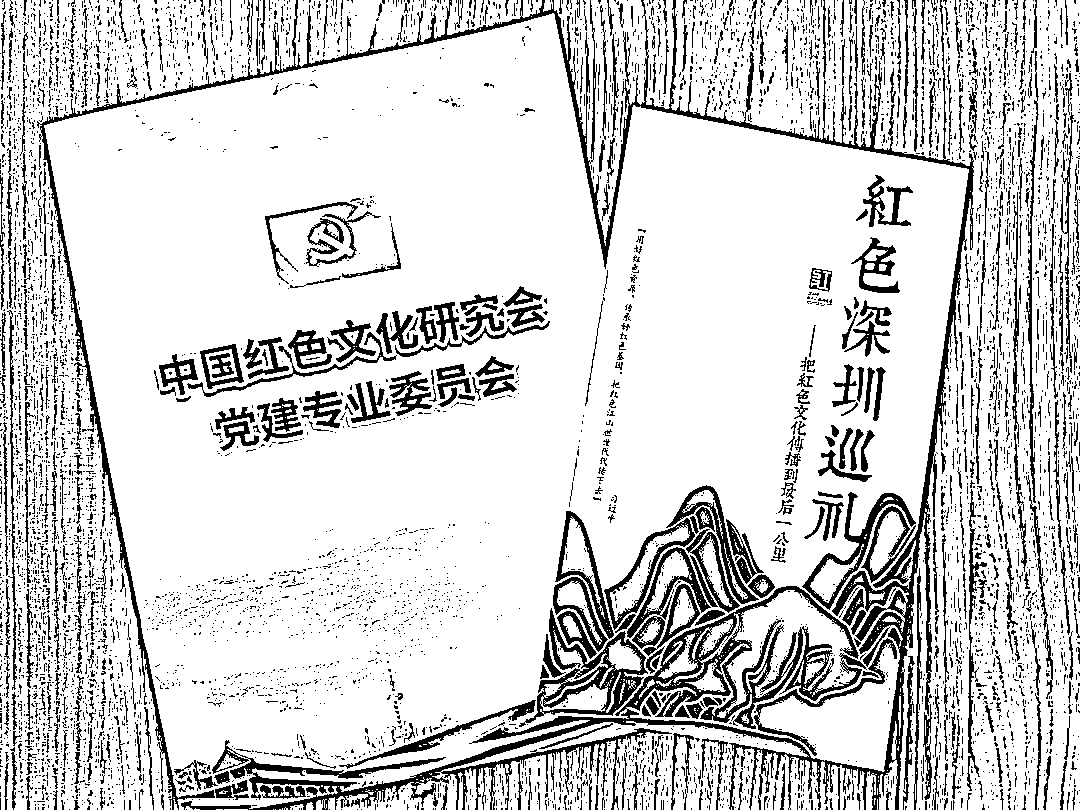 中国红色文化研究会
党建专业委员会
紅色深圳巡礼
紅
——把紅色文化傳播到最后一公里
【用好红色资源，传承好红色基因，把红色江山世世代代传下去】
习近平